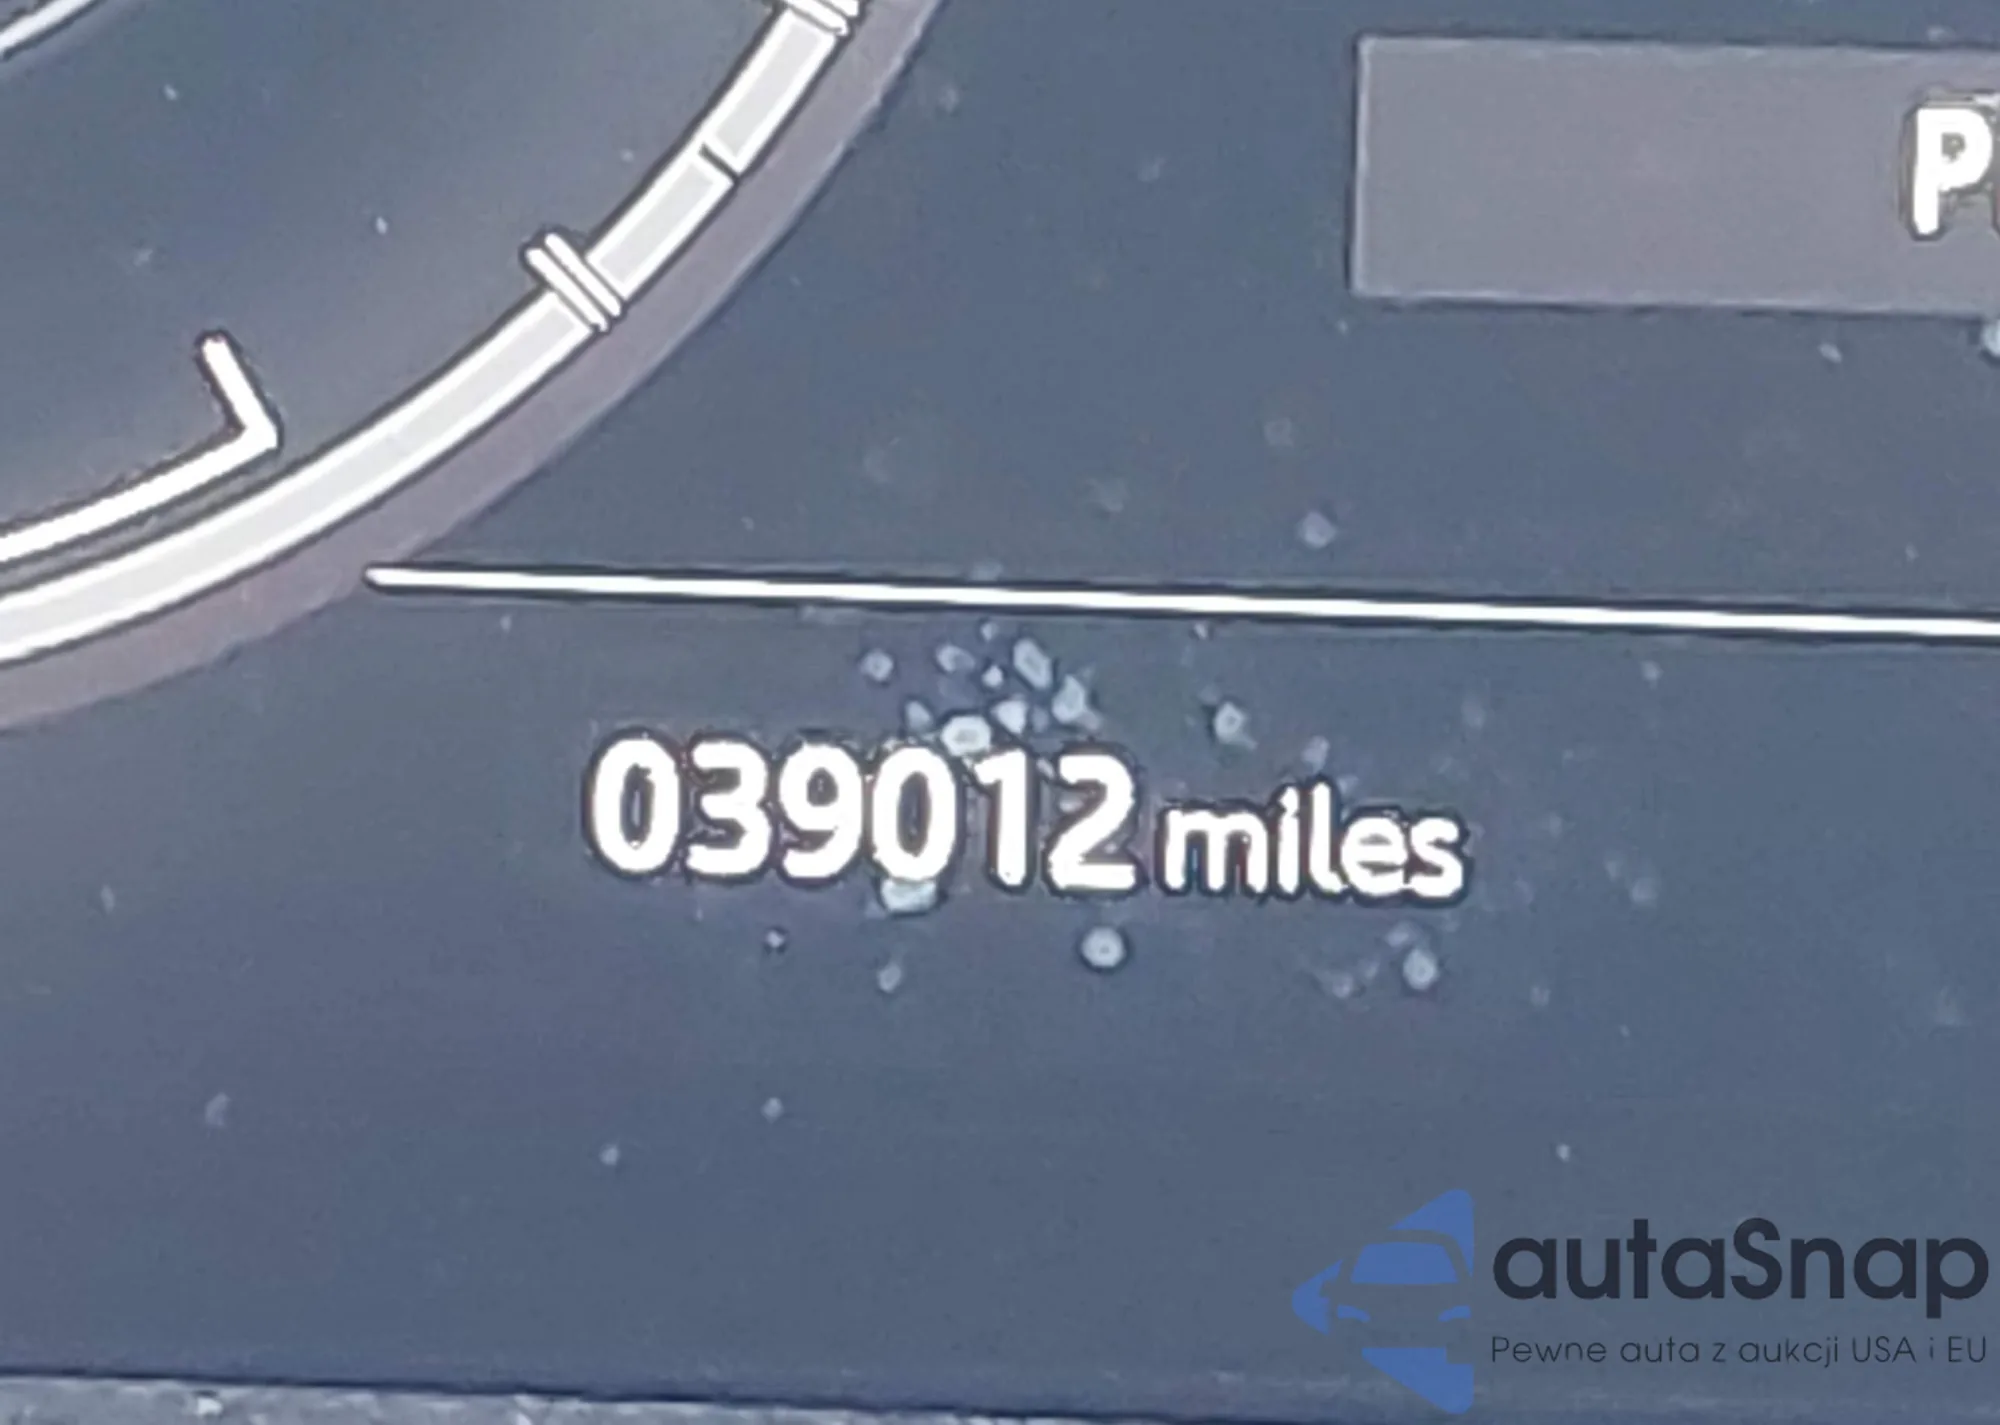 P
039012 miles
autaSnap
Pewne auta z aukcji USA i EU